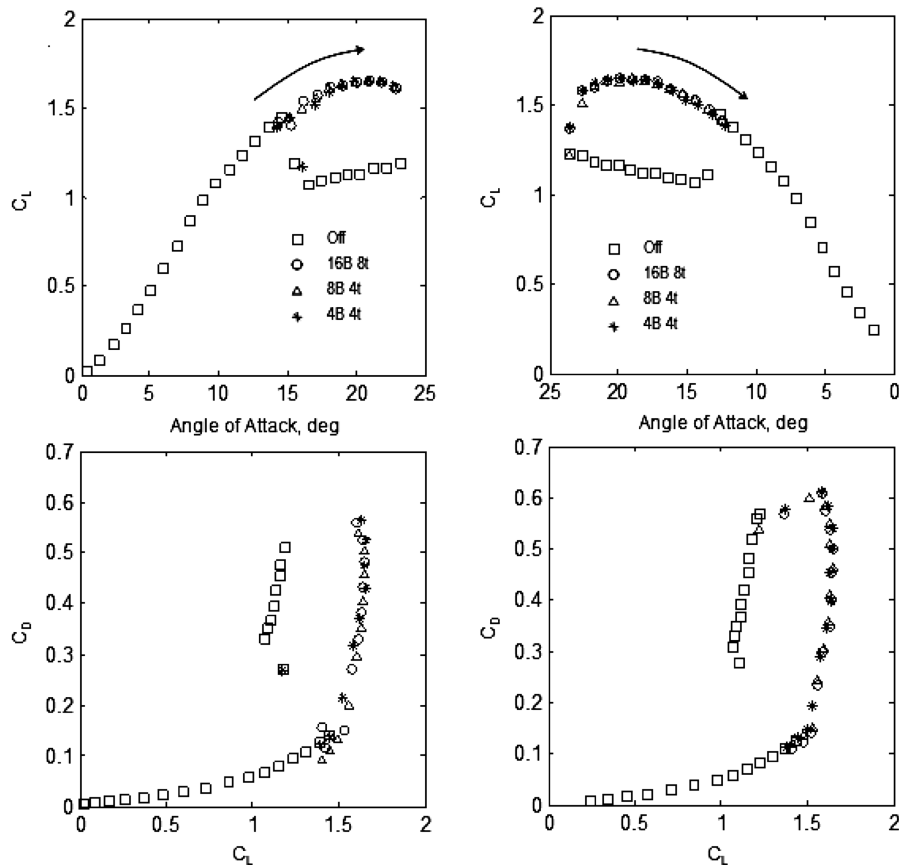 2
1.5
1
0.5
0
C_L
0 5 10 15 20 25
Angle of Attack, deg
Off
16B 8t
8B 4t
4B 4t
2
1.5
1
0.5
0
C_L
25 20 15 10 5 0
Angle of Attack, deg
Off
16B 8t
8B 4t
4B 4t
0.7
0.6
0.5
0.4
0.3
0.2
0.1
0
C_D
0 0.5 1 1.5 2
C_L
0.7
0.6
0.5
0.4
0.3
0.2
0.1
0
C_D
0 0.5 1 1.5 2
C_L